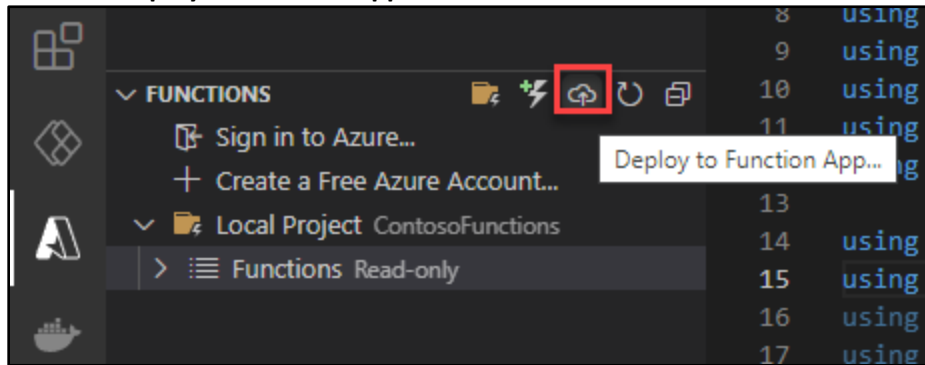 8 using
9 using
FUNCTIONS
10 using
Sign in to Azure...
11 using
Deploy to Function App...
Create a Free Azure Account...
13
Local Project ContosoFunctions
14 using
Functions Read-only
15 using
16 using
17 using